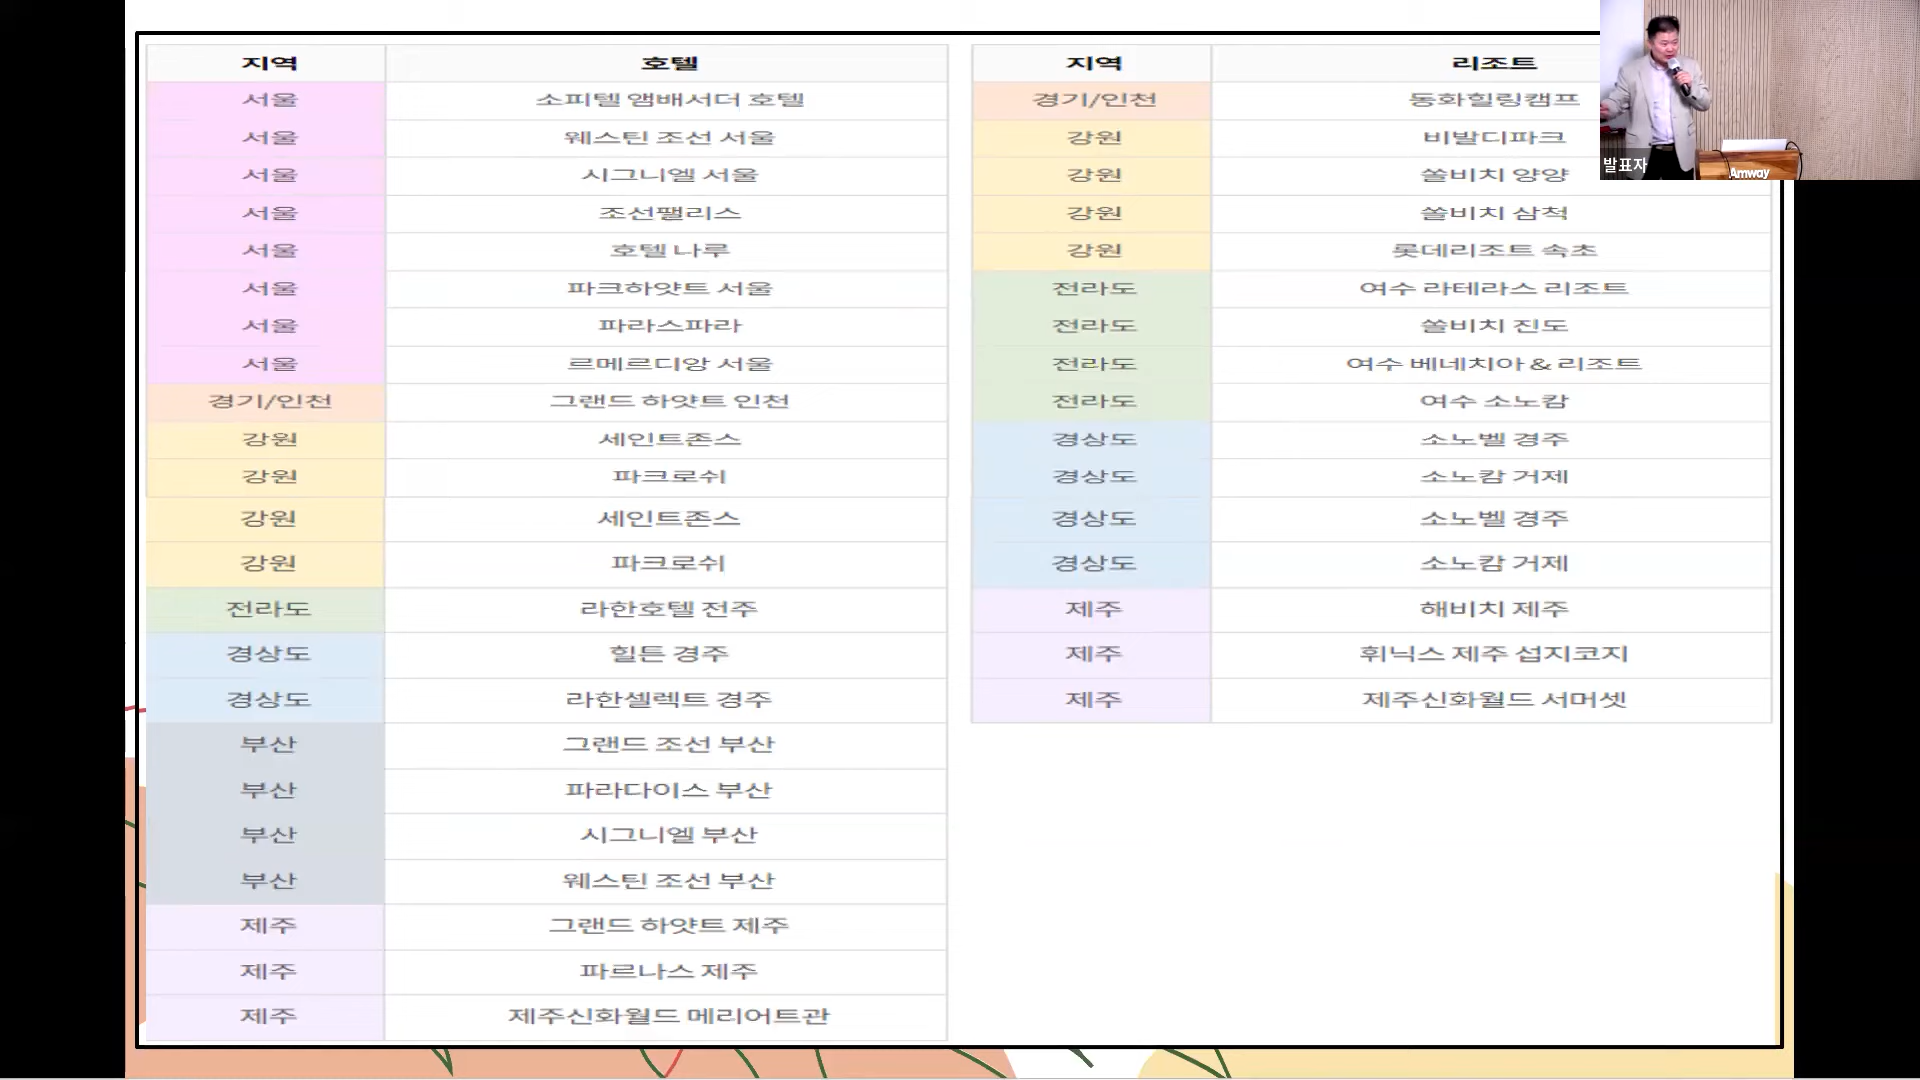 지역 호텔
서울 소피텔 앰배서더 호텔
서울 웨스틴 조선 서울
서울 시그니엘 서울
서울 조선팰리스
서울 호텔 나루
서울 파크하얏트 서울
서울 파라스파라
서울 르메르디앙 서울
경기/인천 그랜드 하얏트 인천
강원 세인트존스
강원 파크로쉬
강원 세인트존스
강원 파크로쉬
전라도 라한호텔 전주
경상도 힐튼 경주
경상도 라한셀렉트 경주
부산 그랜드 조선 부산
부산 파라다이스 부산
부산 시그니엘 부산
부산 웨스틴 조선 부산
제주 그랜드 하얏트 제주
제주 파르나스 제주
제주 제주신화월드 메리어트관
지역 리조트
경기/인천 동화힐링캠프
강원 비발디파크
강원 쏠비치 양양
강원 쏠비치 삼척
강원 롯데리조트 속초
전라도 여수 라테라스 리조트
전라도 쏠비치 진도
전라도 여수 베네치아 & 리조트
전라도 여수 소노캄
경상도 소노벨 경주
경상도 소노캄 거제
경상도 소노벨 경주
경상도 소노캄 거제
제주 해비치 제주
제주 휘닉스 제주 섭지코지
제주 제주신화월드 서머셋
발표자
Amway